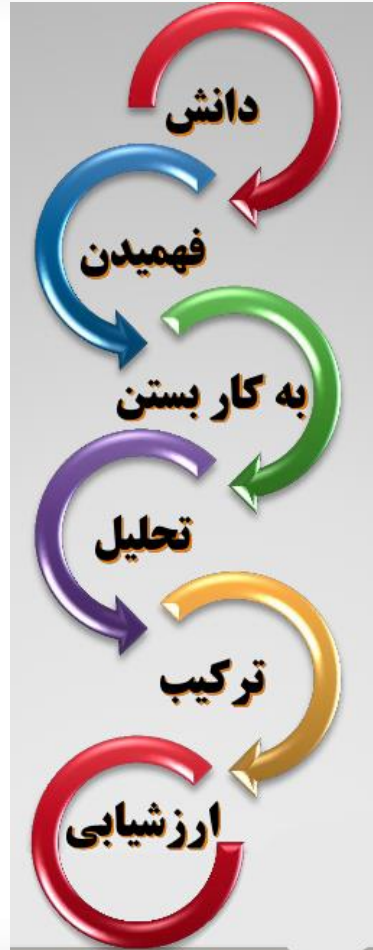 دانش
فهمیدن
به کار بستن
تحلیل
ترکیب
ارزشیابی